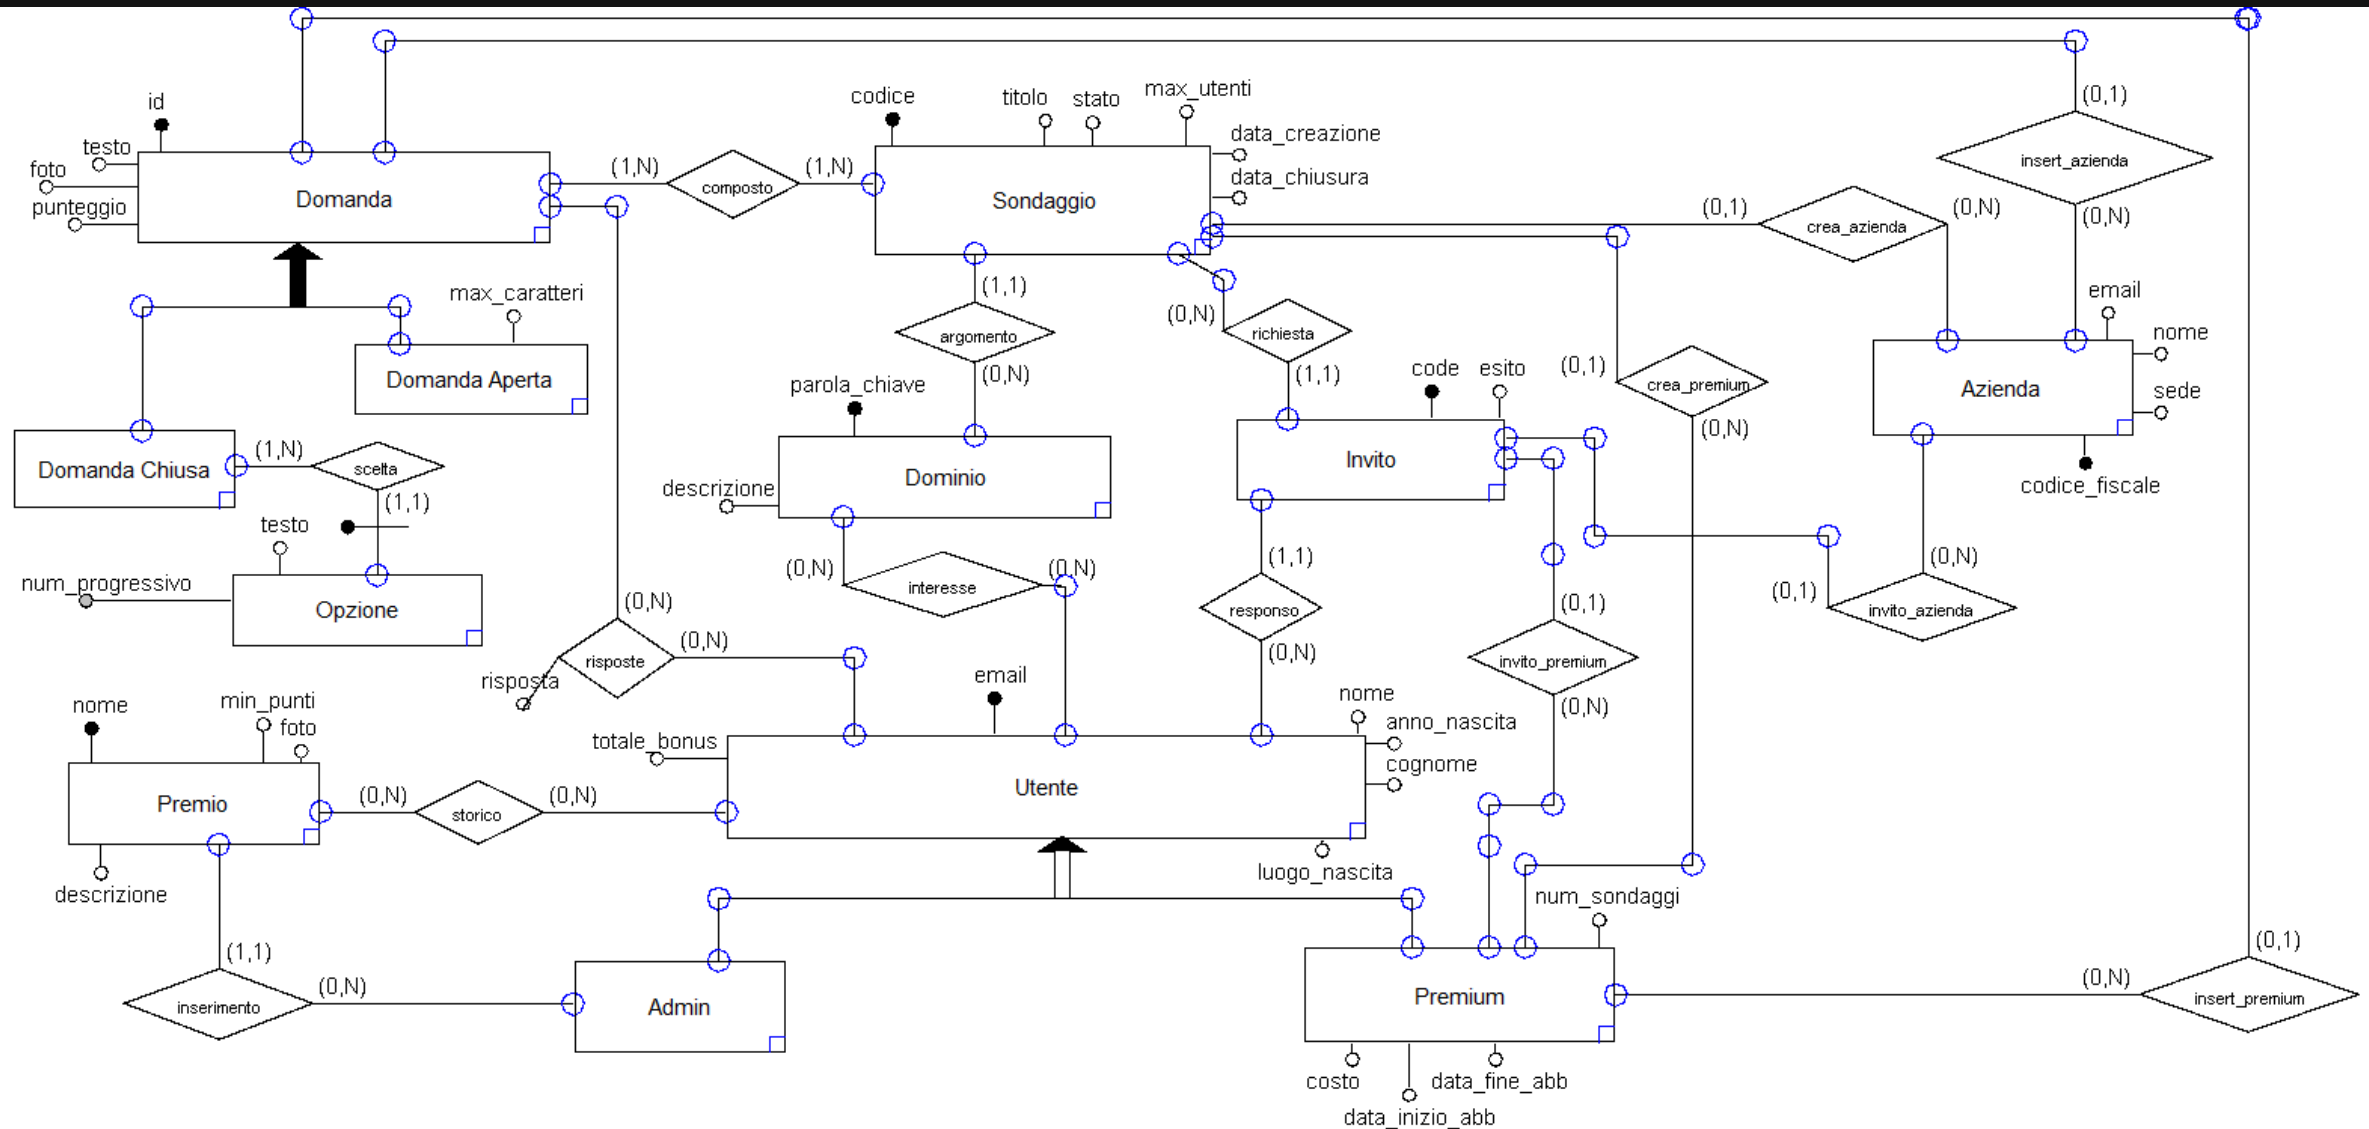 id
testo
foto
punteggio
Domanda
(1,N)
composto
(1,N)
codice
titolo
stato
max_utenti
data_creazione
data_chiusura
Sondaggio
(0,1)
insert_azienda
(0,N)
(0,1)
crea_azienda
(0,N)
email
nome
sede
Azienda
codice_fiscale
max_caratteri
Domanda Aperta
(1,1)
argomento
(0,N)
(0,N)
richiesta
(1,1)
(0,1)
crea_premium
(0,N)
parola_chiave
descrizione
Dominio
code
esito
Invito
Domanda Chiusa
(1,N)
scelta
(1,1)
testo
num_progressivo
Opzione
(0,N)
interesse
(0,N)
(1,1)
responso
(0,N)
(0,1)
invito_premium
(0,N)
(0,1)
invito_azienda
(0,N)
(0,N)
risposte
(0,N)
risposta
email
nome
anno_nascita
cognome
totale_bonus
Utente
luogo_nascita
nome
min_punti
foto
Premio
descrizione
(0,N)
storico
(0,N)
(1,1)
inserimento
(0,N)
Admin
num_sondaggi
Premium
costo
data_inizio_abb
data_fine_abb
(0,N)
insert_premium
(0,1)